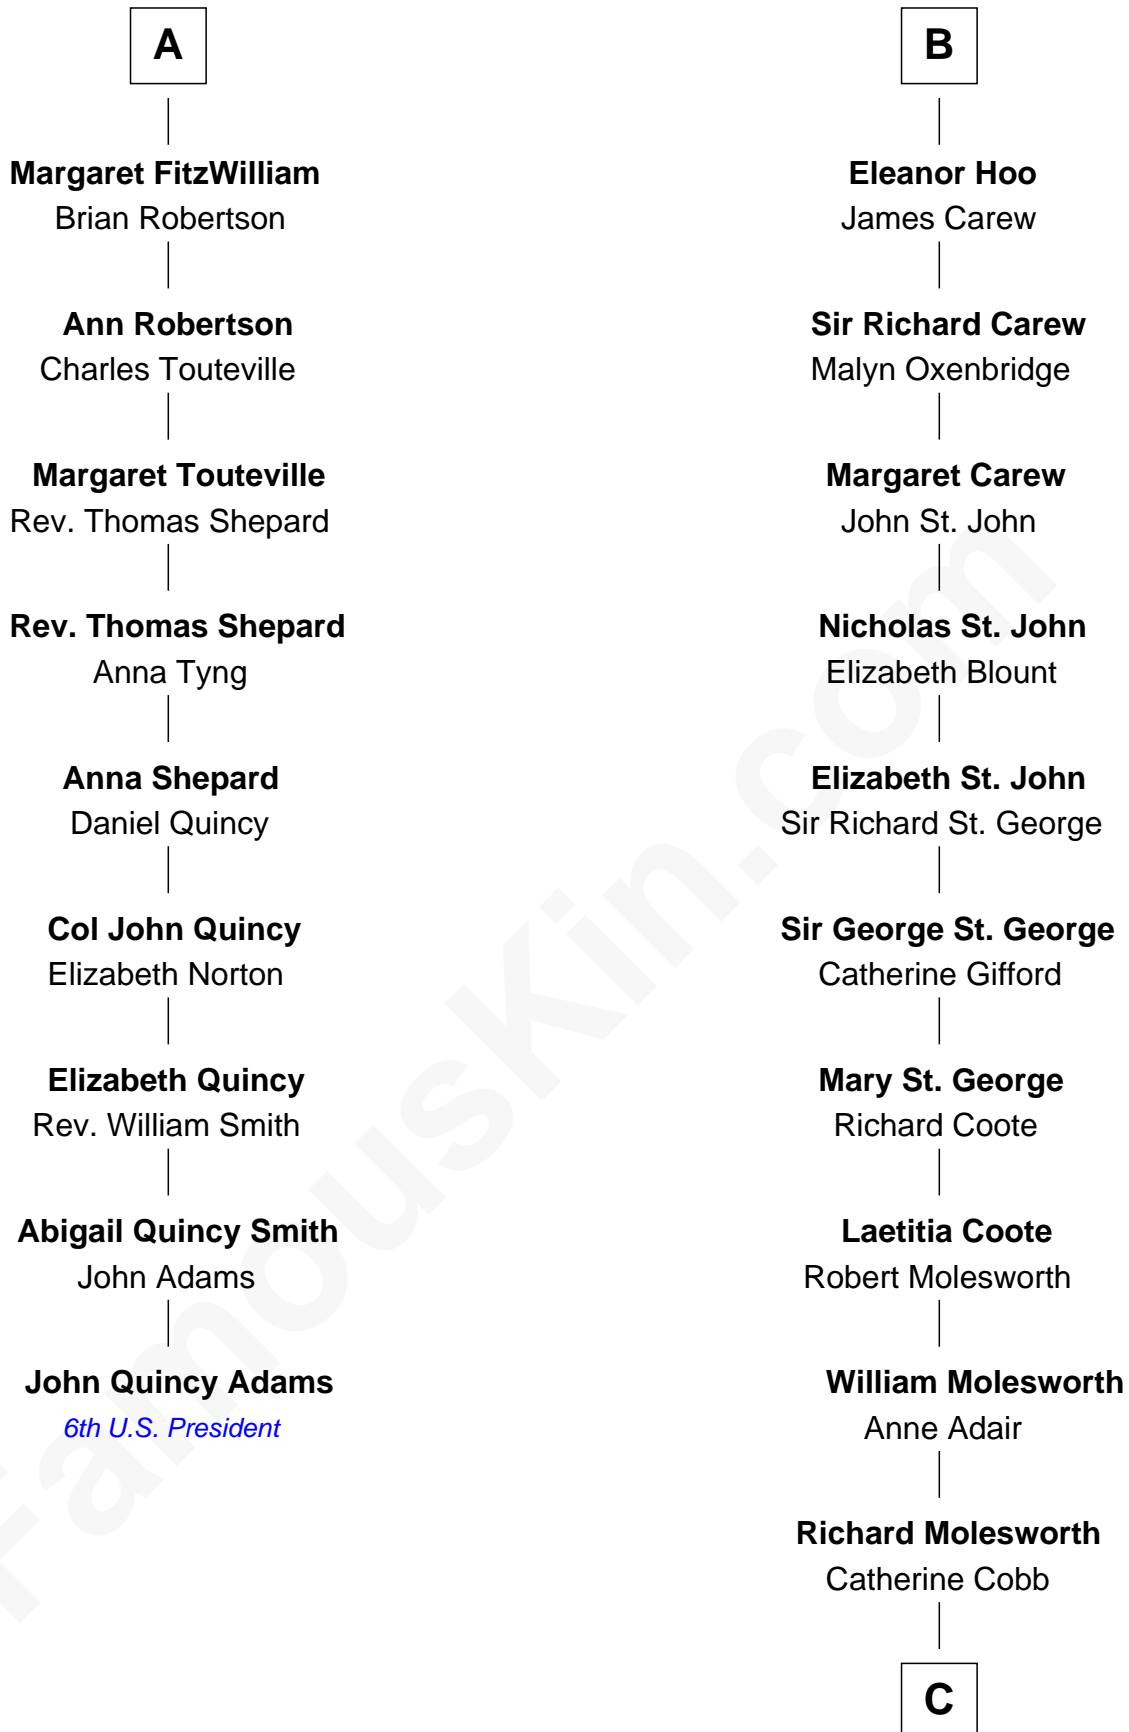 A
Margaret FitzWilliam
Brian Robertson
Ann Robertson
Charles Touteville
Margaret Touteville
Rev. Thomas Shepard
Rev. Thomas Shepard
Anna Tyng
Anna Shepard
Daniel Quincy
Col John Quincy
Elizabeth Norton
Elizabeth Quincy
Rev. William Smith
Abigail Quincy Smith
John Adams
John Quincy Adams
6th U.S. President
B
Eleanor Hoo
James Carew
Sir Richard Carew
Malyn Oxenbridge
Margaret Carew
John St. John
Nicholas St. John
Elizabeth Blount
Elizabeth St. John
Sir Richard St. George
Sir George St. George
Catherine Gifford
Mary St. George
Richard Coote
Laetitia Coote
Robert Molesworth
William Molesworth
Anne Adair
Richard Molesworth
Catherine Cobb
C
FamousKin.com